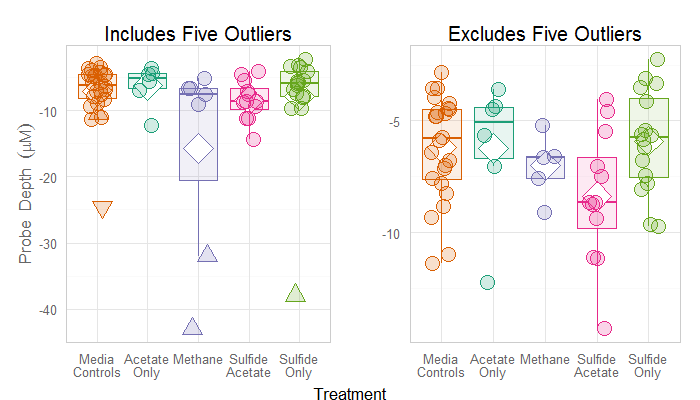 Includes Five Outliers
Excludes Five Outliers
Probe Depth (μM)
-10
-20
-30
-40
-5
-10
Media Controls
Acetate Only
Methane
Sulfide Acetate
Sulfide Only
Media Controls
Acetate Only
Methane
Sulfide Acetate
Sulfide Only
Treatment